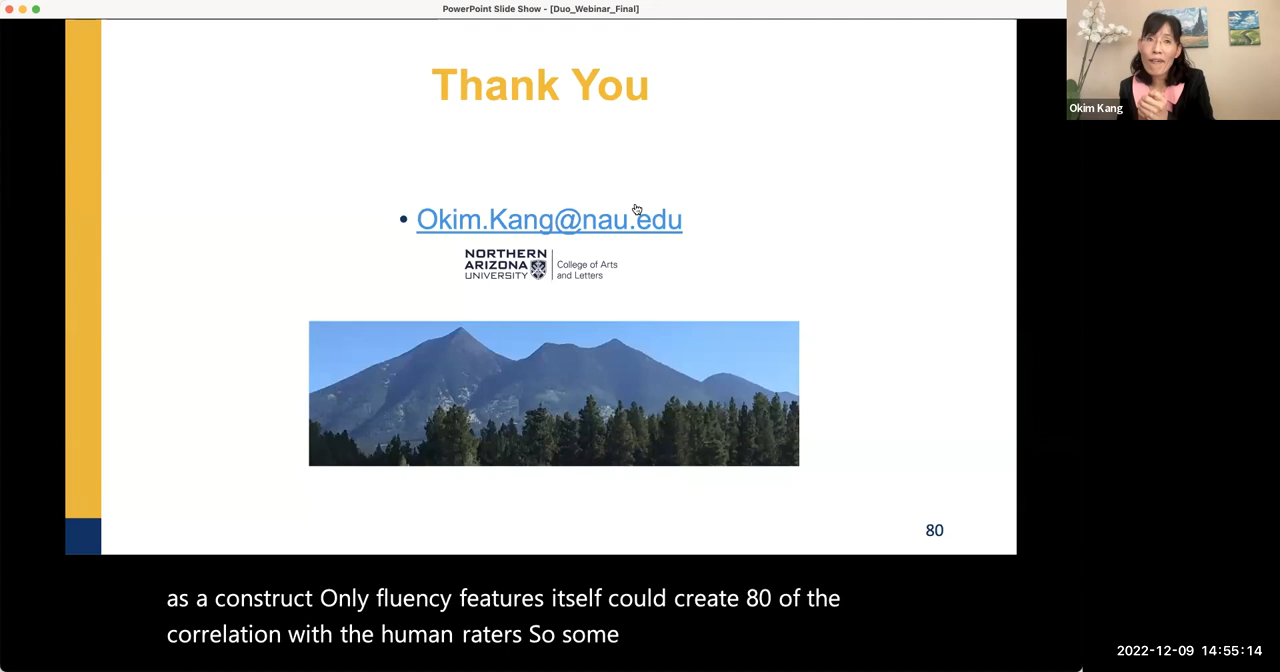 PowerPoint Slide Show - [Duo_Webinar_Final]
Thank You
• Okim.Kang@nau.edu
NORTHERN
ARIZONA
UNIVERSITY
College of Arts
and Letters
80
Okim Kang
as a construct Only fluency features itself could create 80 of the
correlation with the human raters So some
2022-12-09 14:55:14